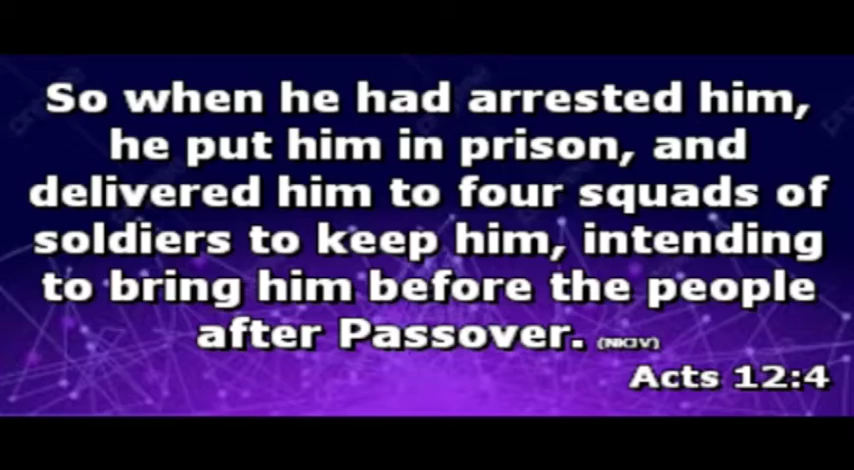 So when he had arrested him,
he put him in prison, and
delivered him to four squads of
soldiers to keep him, intending
to bring him before the people
after Passover. (NKJV)
Acts 12:4